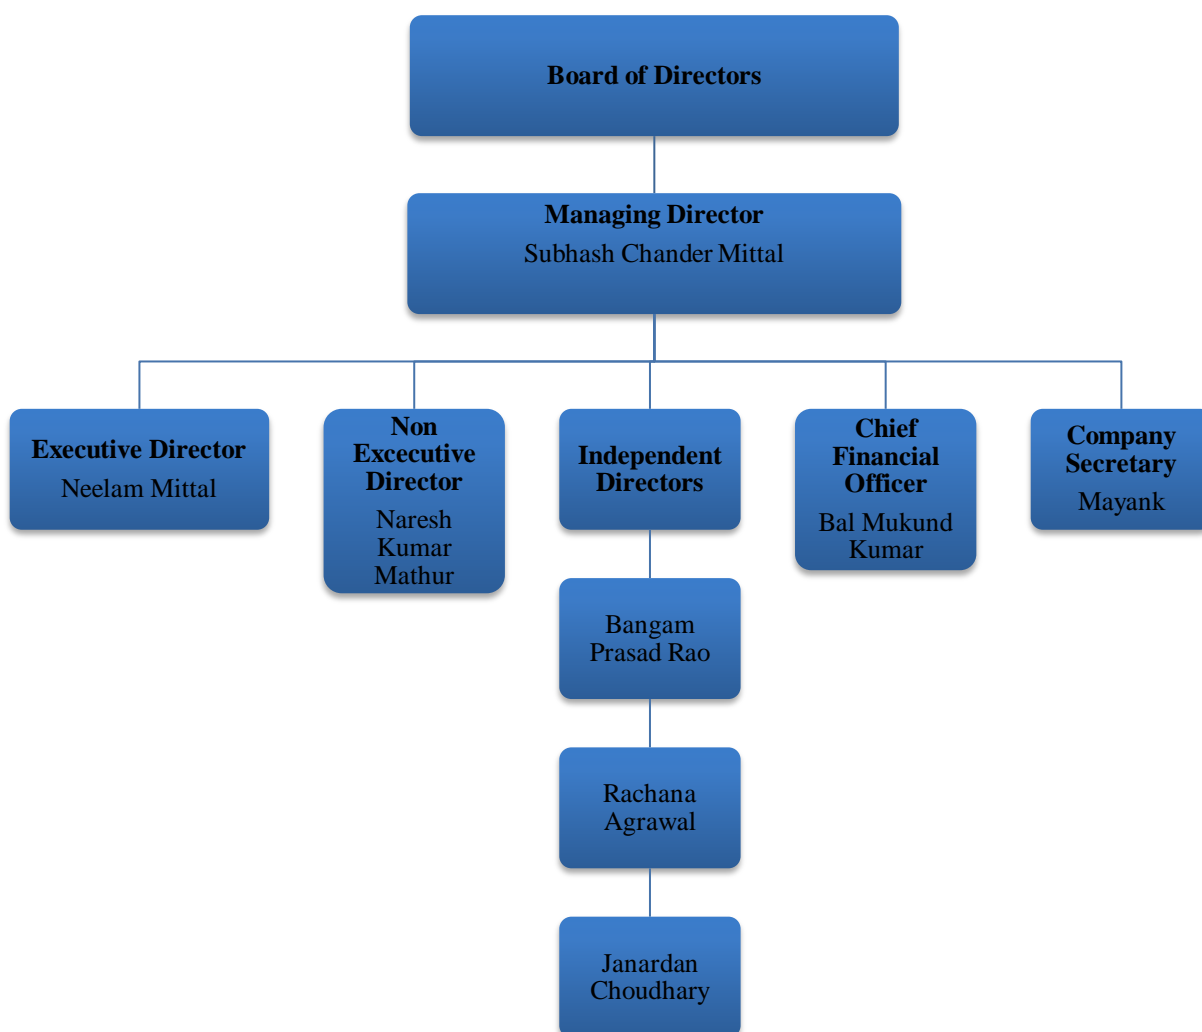 Board of Directors
Managing Director
Subhash Chander Mittal
Executive Director
Neelam Mittal
Non
Excecutive
Director
Naresh
Kumar
Mathur
Independent
Directors
Chief
Financial
Officer
Bal Mukund
Kumar
Company
Secretary
Mayank
Bangam
Prasad Rao
Rachana
Agrawal
Janardan
Choudhary